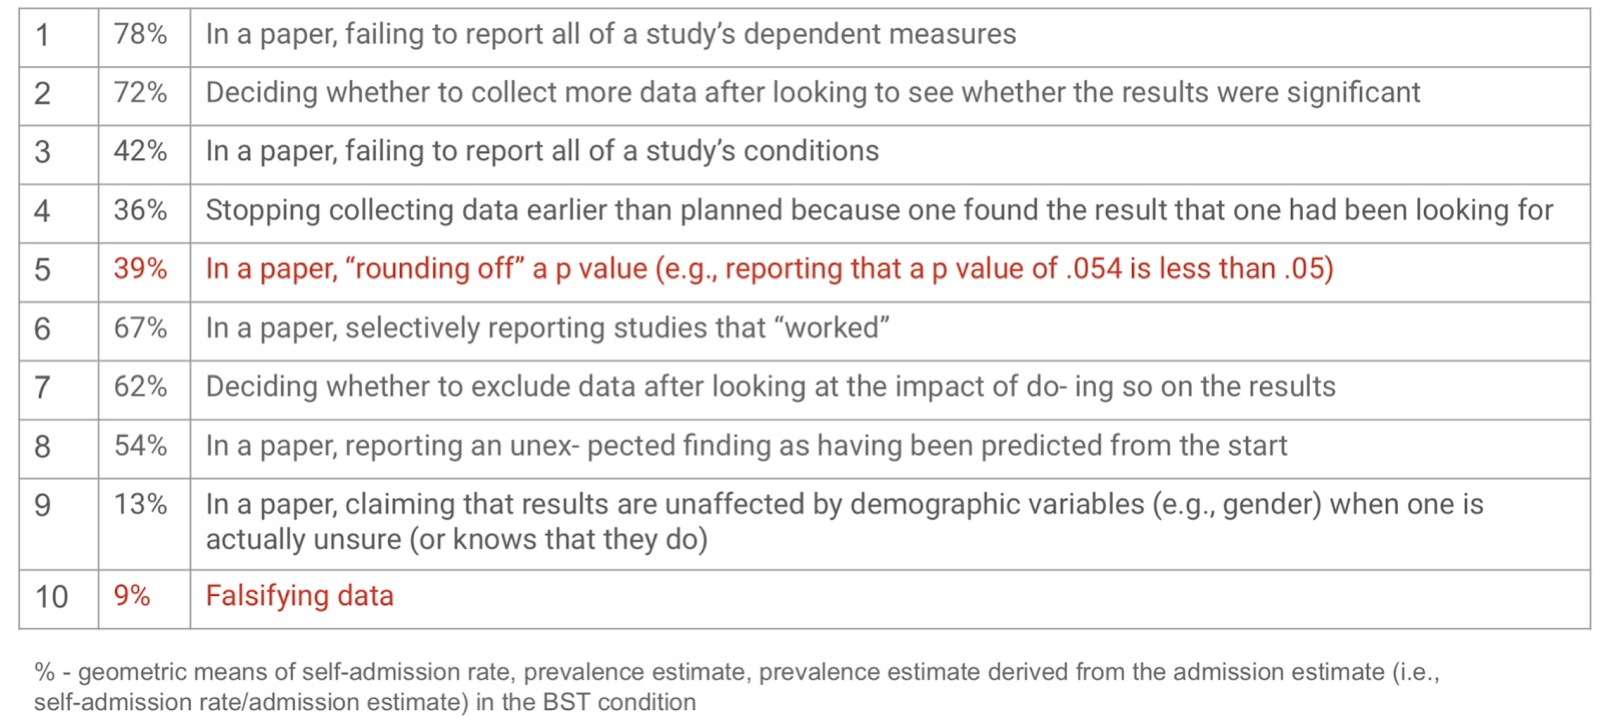 1 78% In a paper, failing to report all of a study’s dependent measures
2 72% Deciding whether to collect more data after looking to see whether the results were significant
3 42% In a paper, failing to report all of a study’s conditions
4 36% Stopping collecting data earlier than planned because one found the result that one had been looking for
5 39% In a paper, “rounding off” a p value (e.g., reporting that a p value of .054 is less than .05)
6 67% In a paper, selectively reporting studies that “worked”
7 62% Deciding whether to exclude data after looking at the impact of do- ing so on the results
8 54% In a paper, reporting an unex- pected finding as having been predicted from the start
9 13% In a paper, claiming that results are unaffected by demographic variables (e.g., gender) when one is
actually unsure (or knows that they do)
10 9% Falsifying data
% - geometric means of self-admission rate, prevalence estimate, prevalence estimate derived from the admission estimate (i.e.,
self-admission rate/admission estimate) in the BST condition